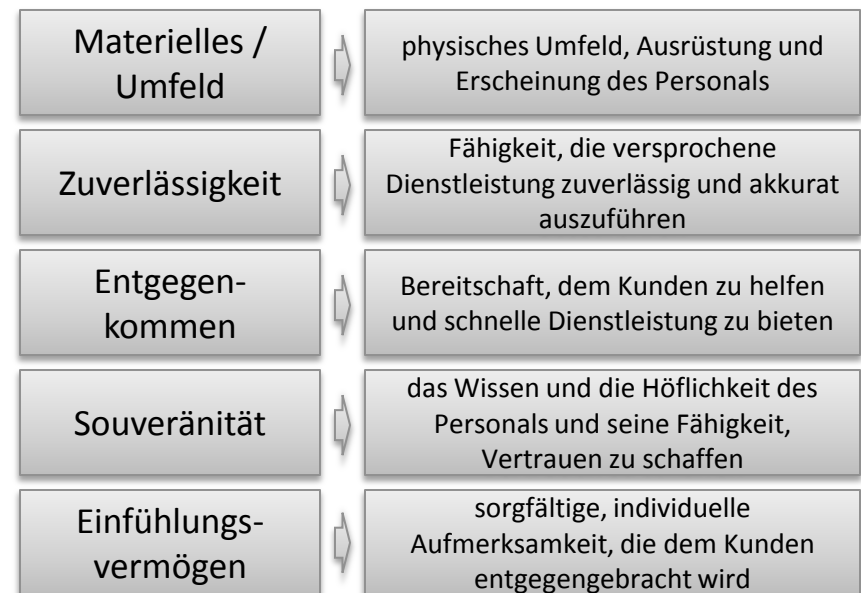 Materielles /
Umfeld
physisches Umfeld, Ausrüstung und
Erscheinung des Personals
Zuverlässigkeit
Fähigkeit, die versprochene
Dienstleistung zuverlässig und akkurat
auszuführen
Entgegen-
kommen
Bereitschaft, dem Kunden zu helfen
und schnelle Dienstleistung zu bieten
Souveränität
das Wissen und die Höflichkeit des
Personals und seine Fähigkeit,
Vertrauen zu schaffen
Einfühlungs-
vermögen
sorgfältige, individuelle
Aufmerksamkeit, die dem Kunden
entgegengebracht wird